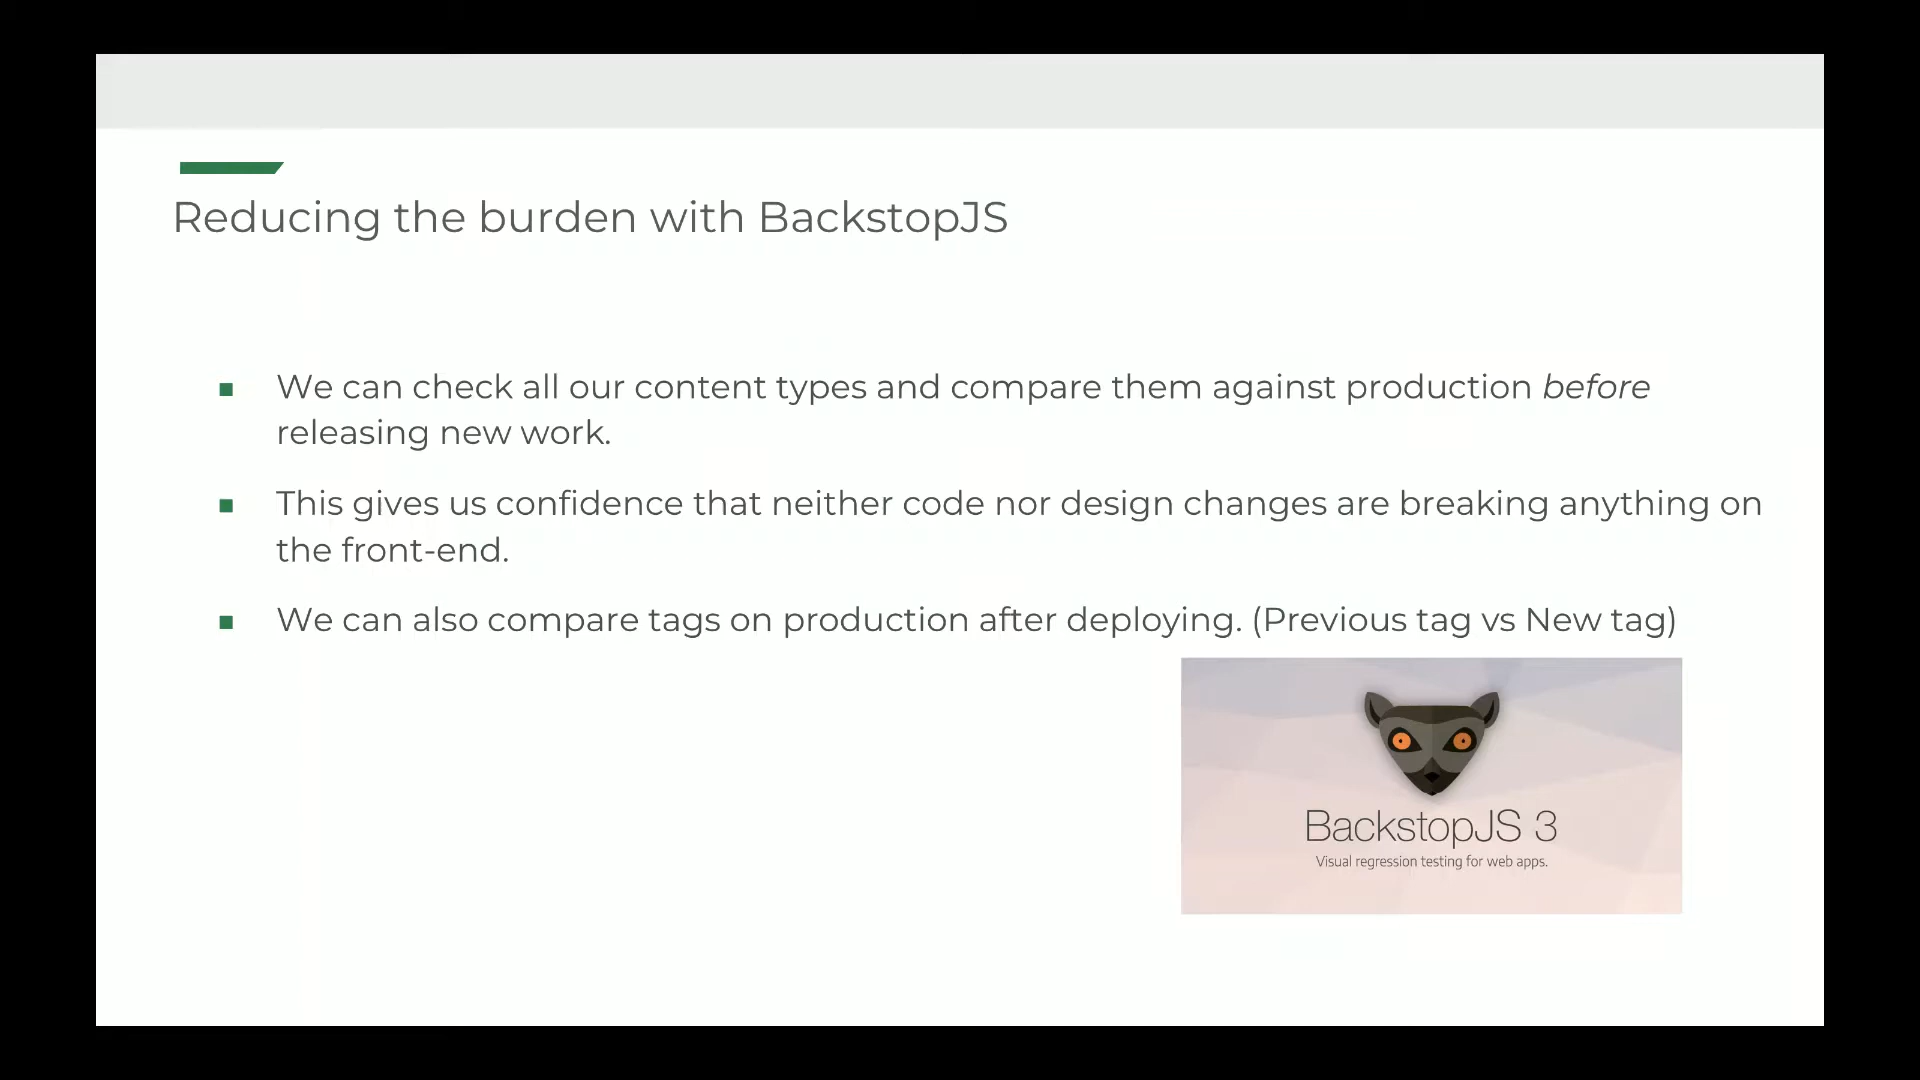 Reducing the burden with BackstopJS
■ We can check all our content types and compare them against production before
releasing new work.
■ This gives us confidence that neither code nor design changes are breaking anything on
the front-end.
■ We can also compare tags on production after deploying. (Previous tag vs New tag)
BackstopJS 3
Visual regression testing for web apps.